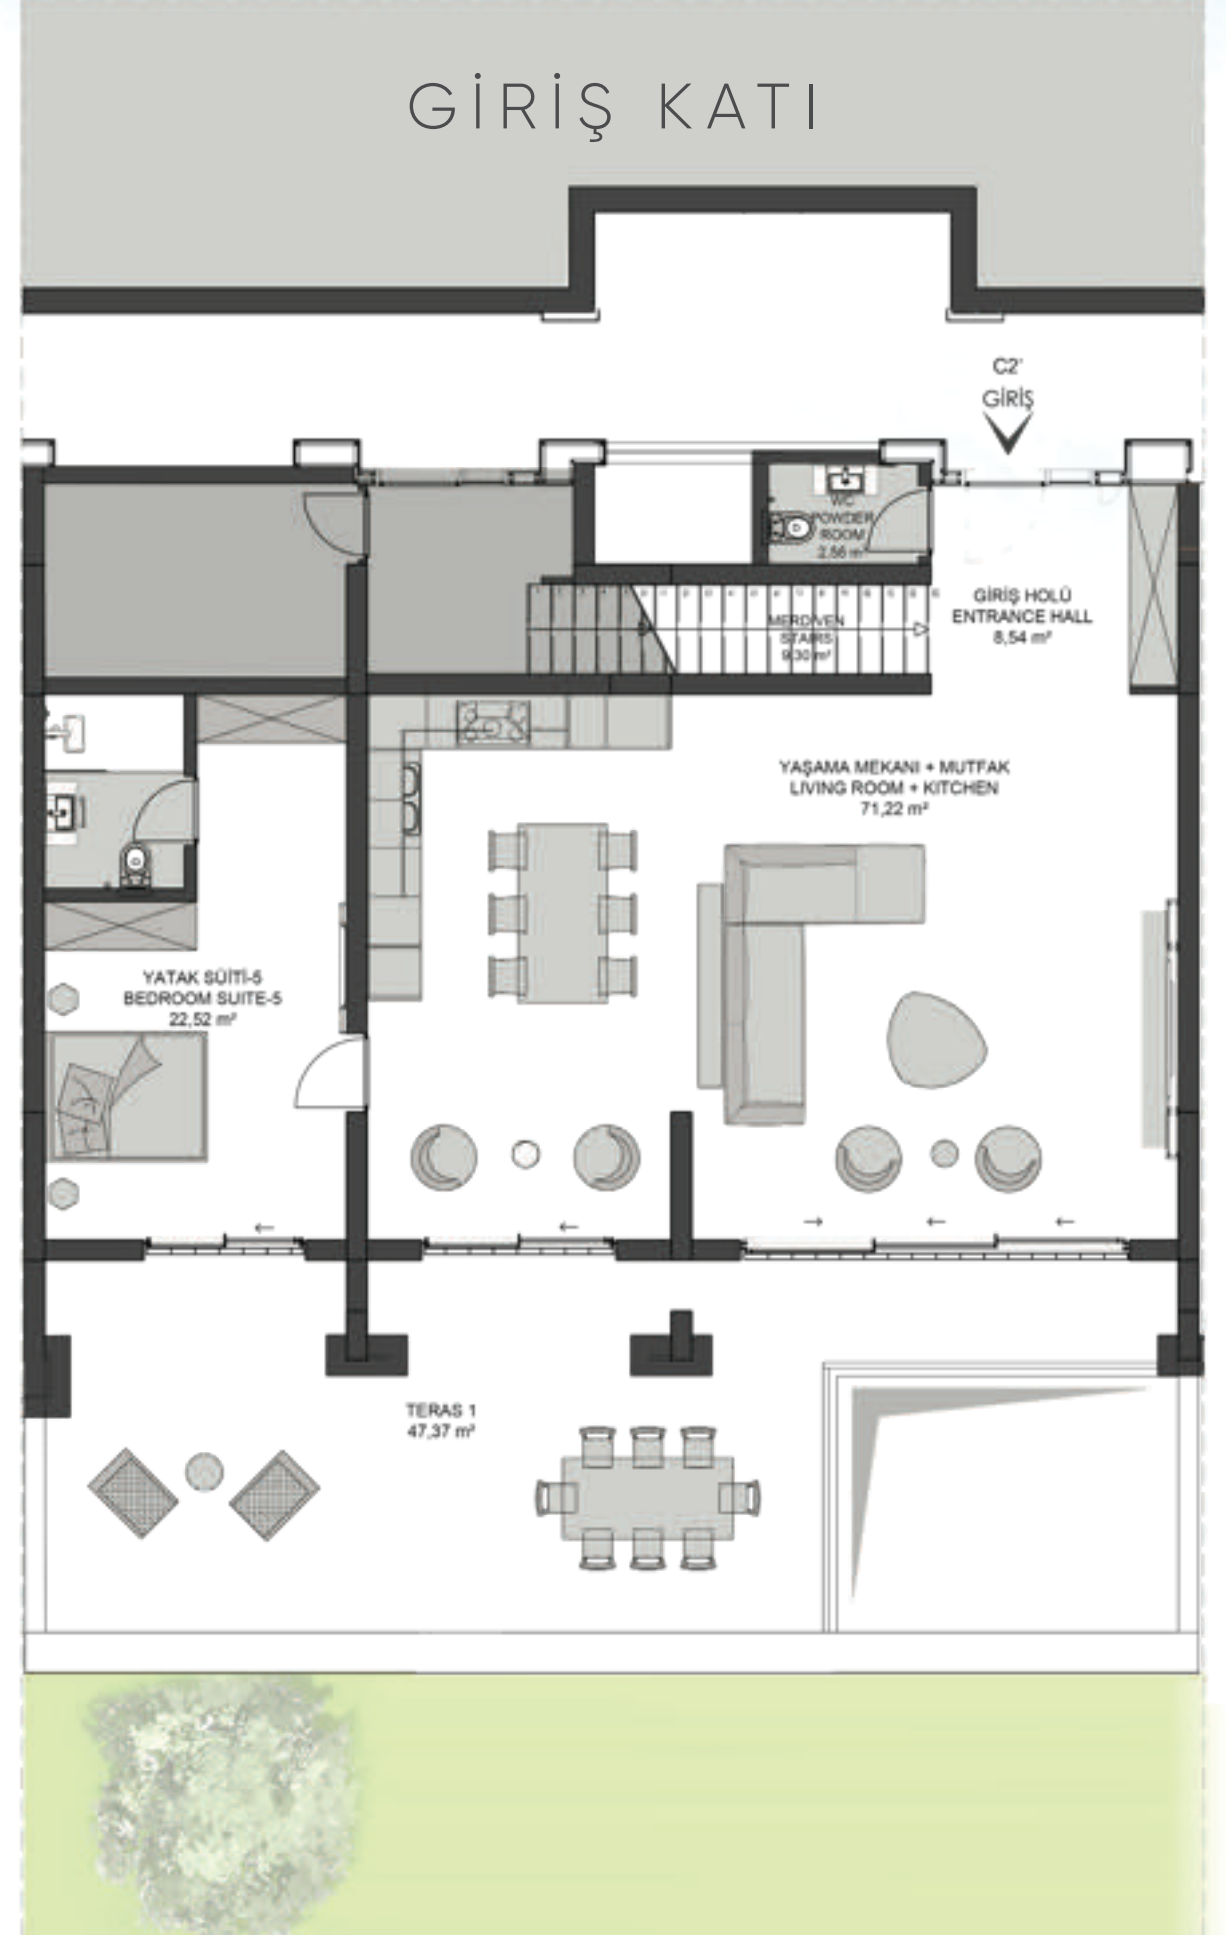 GİRİŞ KATI
C2'
GİRİŞ
WC
POWDER
ROOM
2,56 m²
GİRİŞ HOLÜ
ENTRANCE HALL
8,54 m²
MERDİVEN
STAIRS
9,30 m²
YAŞAMA MEKANI + MUTFAK
LIVING ROOM + KITCHEN
71,22 m²
YATAK SÜİTİ-5
BEDROOM SUITE-5
22,52 m²
TERAS 1
47,37 m²